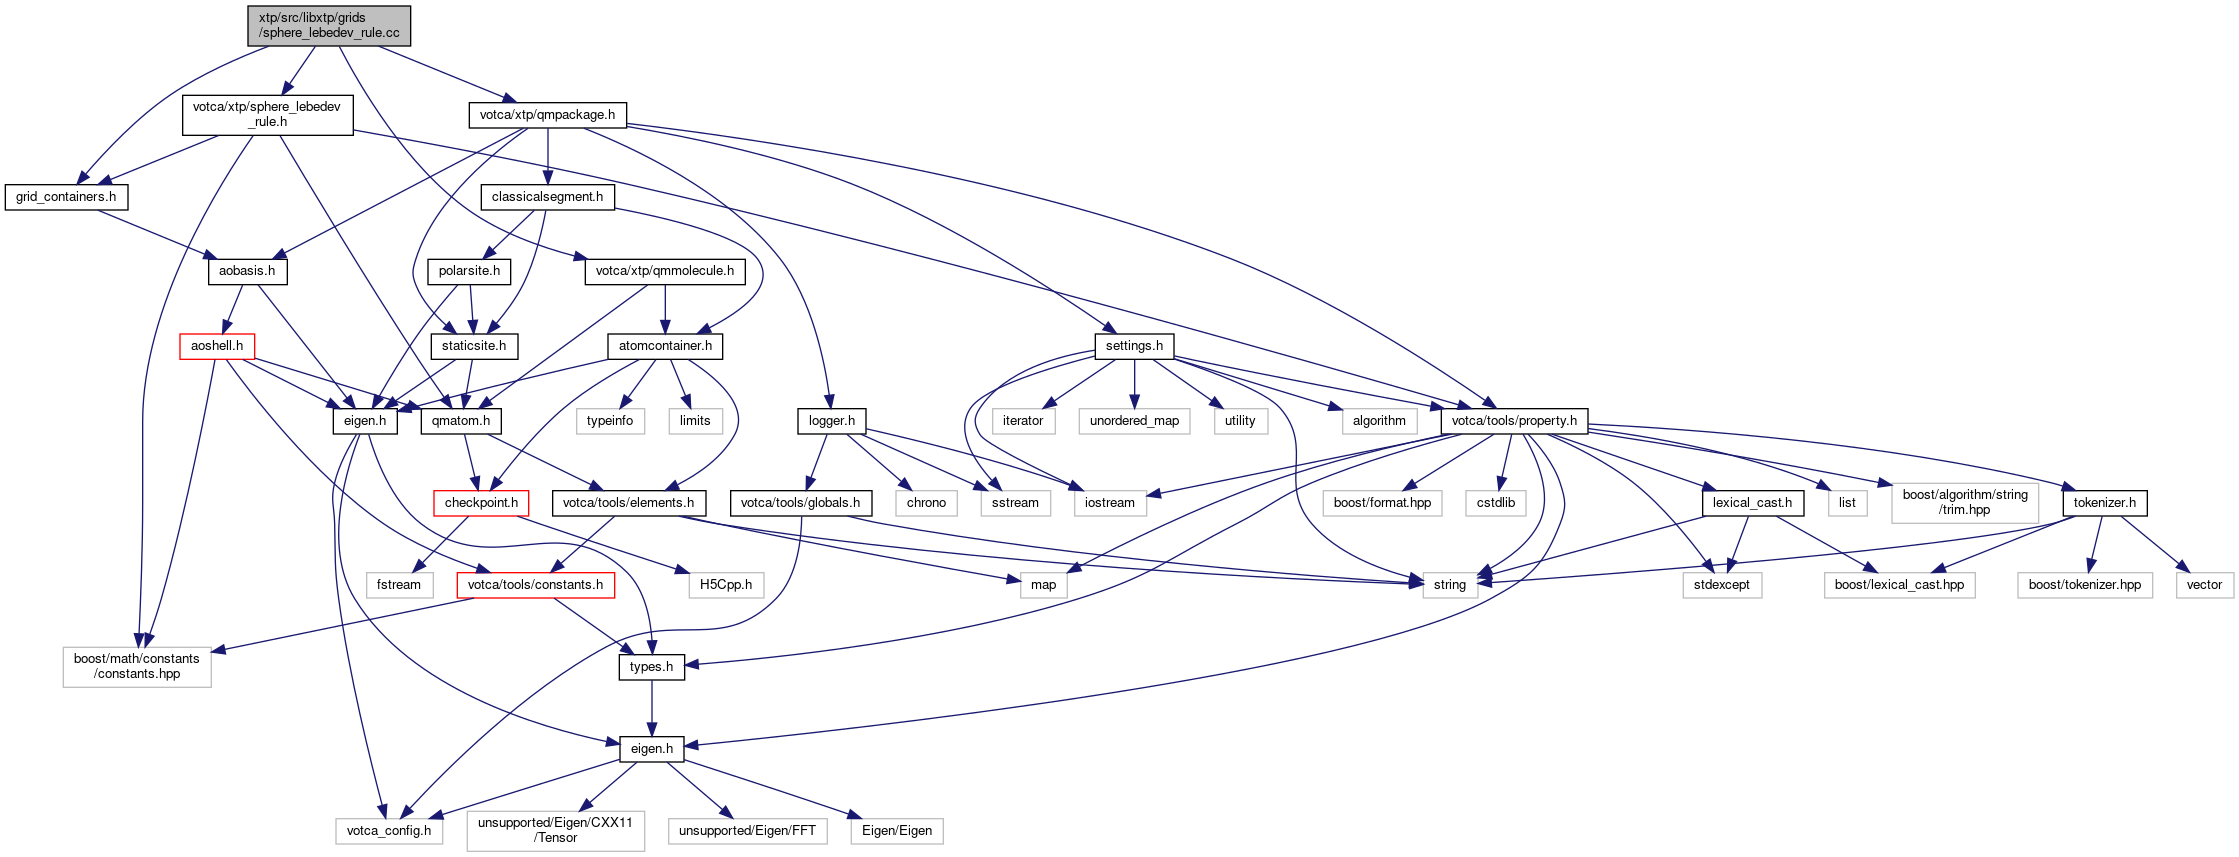 xtp/src/libxtp/grids
/sphere_lebedev_rule.cc
votca/xtp/sphere_lebedev
_rule.h
votca/xtp/qmpackage.h
grid_containers.h
classicalsegment.h
aobasis.h
polarsite.h
votca/xtp/qmmolecule.h
aoshell.h
staticsite.h
atomcontainer.h
settings.h
eigen.h
qmatom.h
typeinfo
limits
logger.h
iterator
unordered_map
utility
algorithm
votca/tools/property.h
checkpoint.h
votca/tools/elements.h
votca/tools/globals.h
chrono
sstream
iostream
boost/format.hpp
cstdlib
lexical_cast.h
list
boost/algorithm/string
/trim.hpp
tokenizer.h
fstream
votca/tools/constants.h
H5Cpp.h
map
string
stdexcept
boost/lexical_cast.hpp
boost/tokenizer.hpp
vector
boost/math/constants
/constants.hpp
types.h
eigen.h
votca_config.h
unsupported/Eigen/CXX11
/Tensor
unsupported/Eigen/FFT
Eigen/Eigen